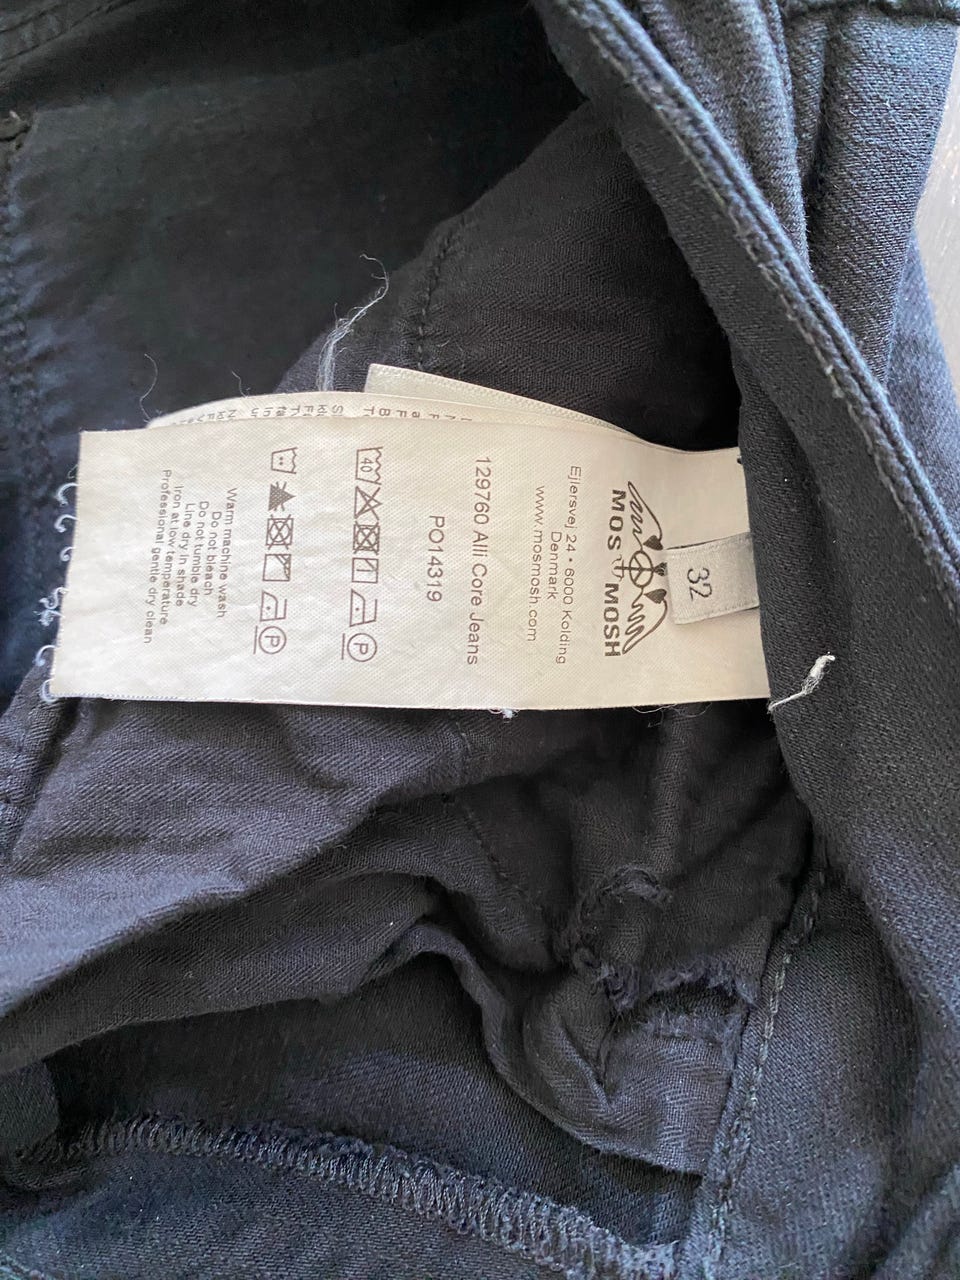 32
MOS MOSH
Ejlersvej 24 • 6000 Kolding
Denmark
www.mosmosh.com
129760 Alli Core Jeans
PO14319
40
P
P
Warm machine wash
Do not bleach
Do not tumble dry
Line dry in shade
Iron at low temperature
Professional gentle dry clean